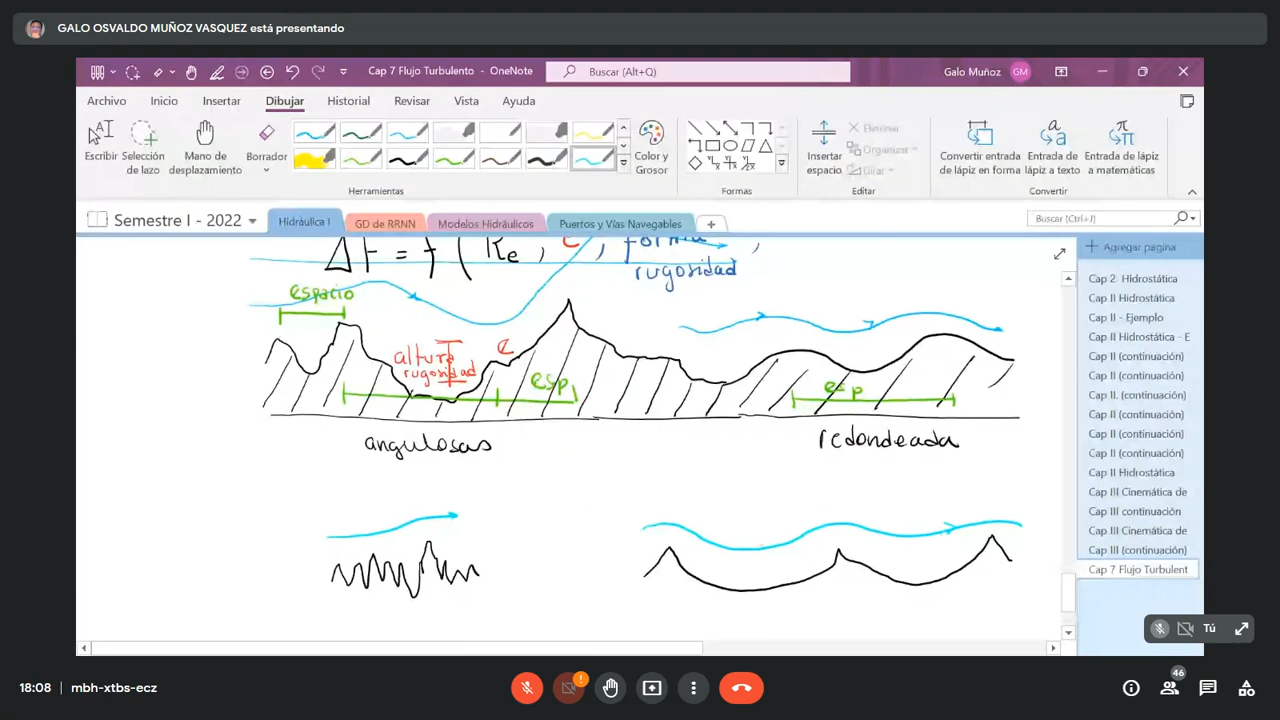 GALO OSVALDO MUÑOZ VASQUEZ está presentando
Cap 7 Flujo Turbulento - OneNote
Buscar (Alt+Q)
Galo Muñoz GM
Archivo Inicio Insertar Dibujar Historial Revisar Vista Ayuda
Escribir
Selección de lazo
Mano de desplazamiento
Borrador
Color y Grosor
Insertar espacio
Eliminar
Organizar
Girar
Convertir entrada de lápiz en forma
Entrada de lápiz a texto
Entrada de lápiz a matemáticas
Herramientas Formas Editar Convertir
Semestre I - 2022
Hidráulica I
GD de RRNN
Modelos Hidráulicos
Puertos y Vías Navegables
Buscar (Ctrl+J)
Agregar página
Cap 2 Hidrostática
Cap II Hidrostática
Cap II - Ejemplo
Cap II Hidrostática - E
Cap II (continuación)
Cap II (continuación)
Cap II. (continuación)
Cap II (continuación)
Cap II (continuación)
Cap II (continuación)
Cap II Hidrostática
Cap III Cinemática de
Cap III continuación
Cap III Cinemática de
Cap III (continuación)
Cap 7 Flujo Turbulent
= f ( Re , e , forma ,
rugosidad
espacio
altura
rugosidad
e
esp
esp
angulosas
redondeada
Tú
18:08 mbh-xtbs-ecz
46